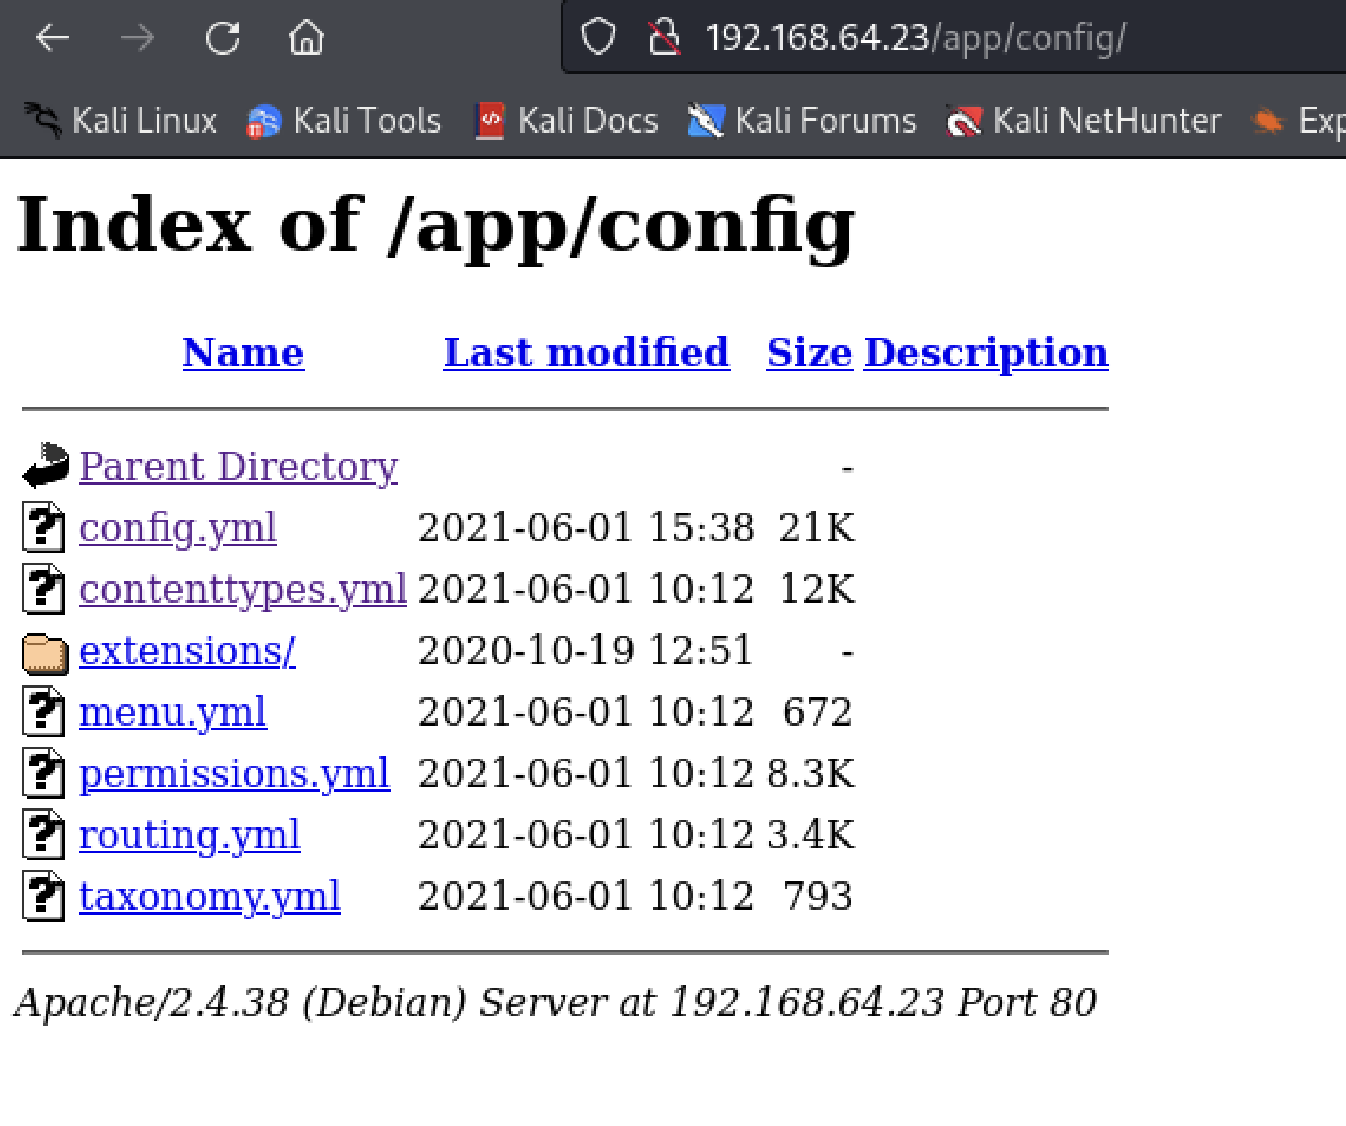 192.168.64.23/app/config/
Kali Linux Kali Tools Kali Docs Kali Forums Kali NetHunter Exp
Index of /app/config
Name Last modified Size Description
Parent Directory -
config.yml 2021-06-01 15:38 21K
contenttypes.yml 2021-06-01 10:12 12K
extensions/ 2020-10-19 12:51 -
menu.yml 2021-06-01 10:12 672
permissions.yml 2021-06-01 10:12 8.3K
routing.yml 2021-06-01 10:12 3.4K
taxonomy.yml 2021-06-01 10:12 793
Apache/2.4.38 (Debian) Server at 192.168.64.23 Port 80